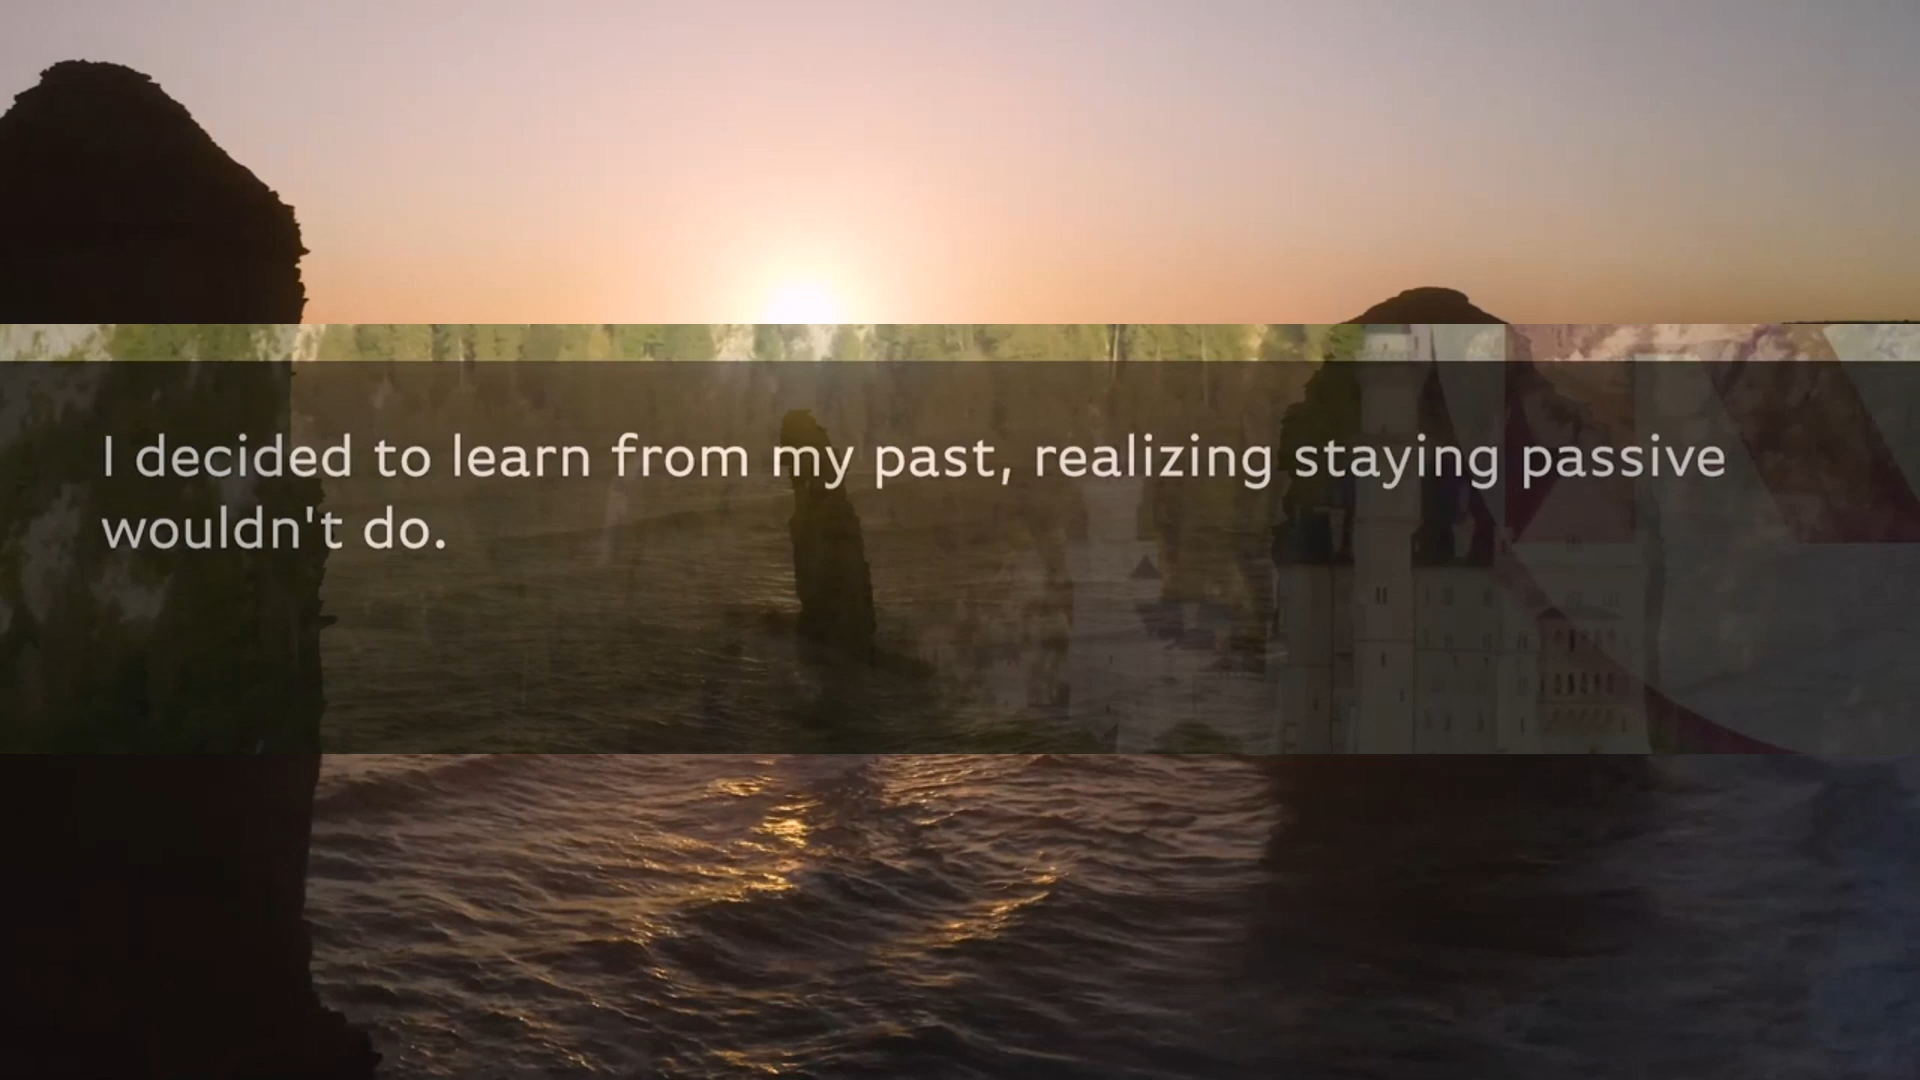 I decided to learn from my past, realizing staying passive
wouldn't do.